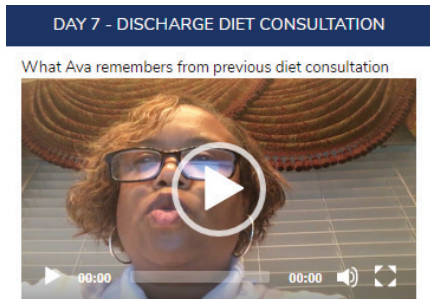 DAY 7 - DISCHARGE DIET CONSULTATION
What Ava remembers from previous diet consultation
00:00 00:00